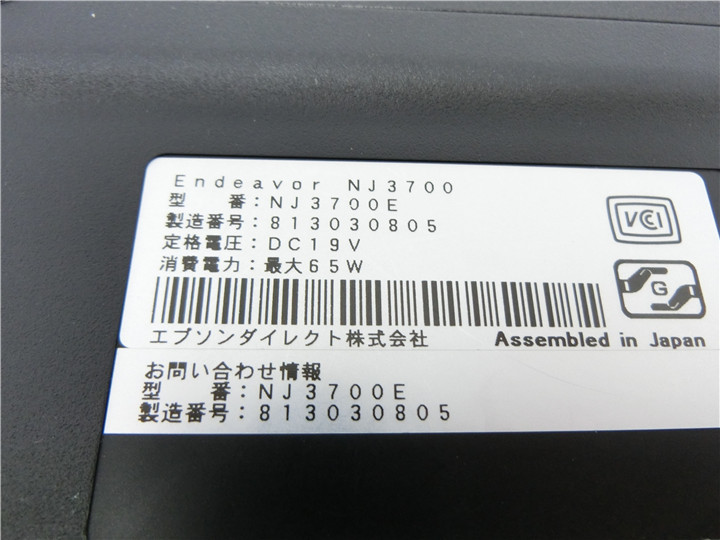 Endeavor NJ3700
型　番：NJ3700E
製造番号：813030805
定格電圧：DC19V
消費電力：最大65W
VCCI
G
エプソンダイレクト株式会社
Assembled in Japan
お問い合わせ情報
型　番：NJ3700E
製造番号：813030805